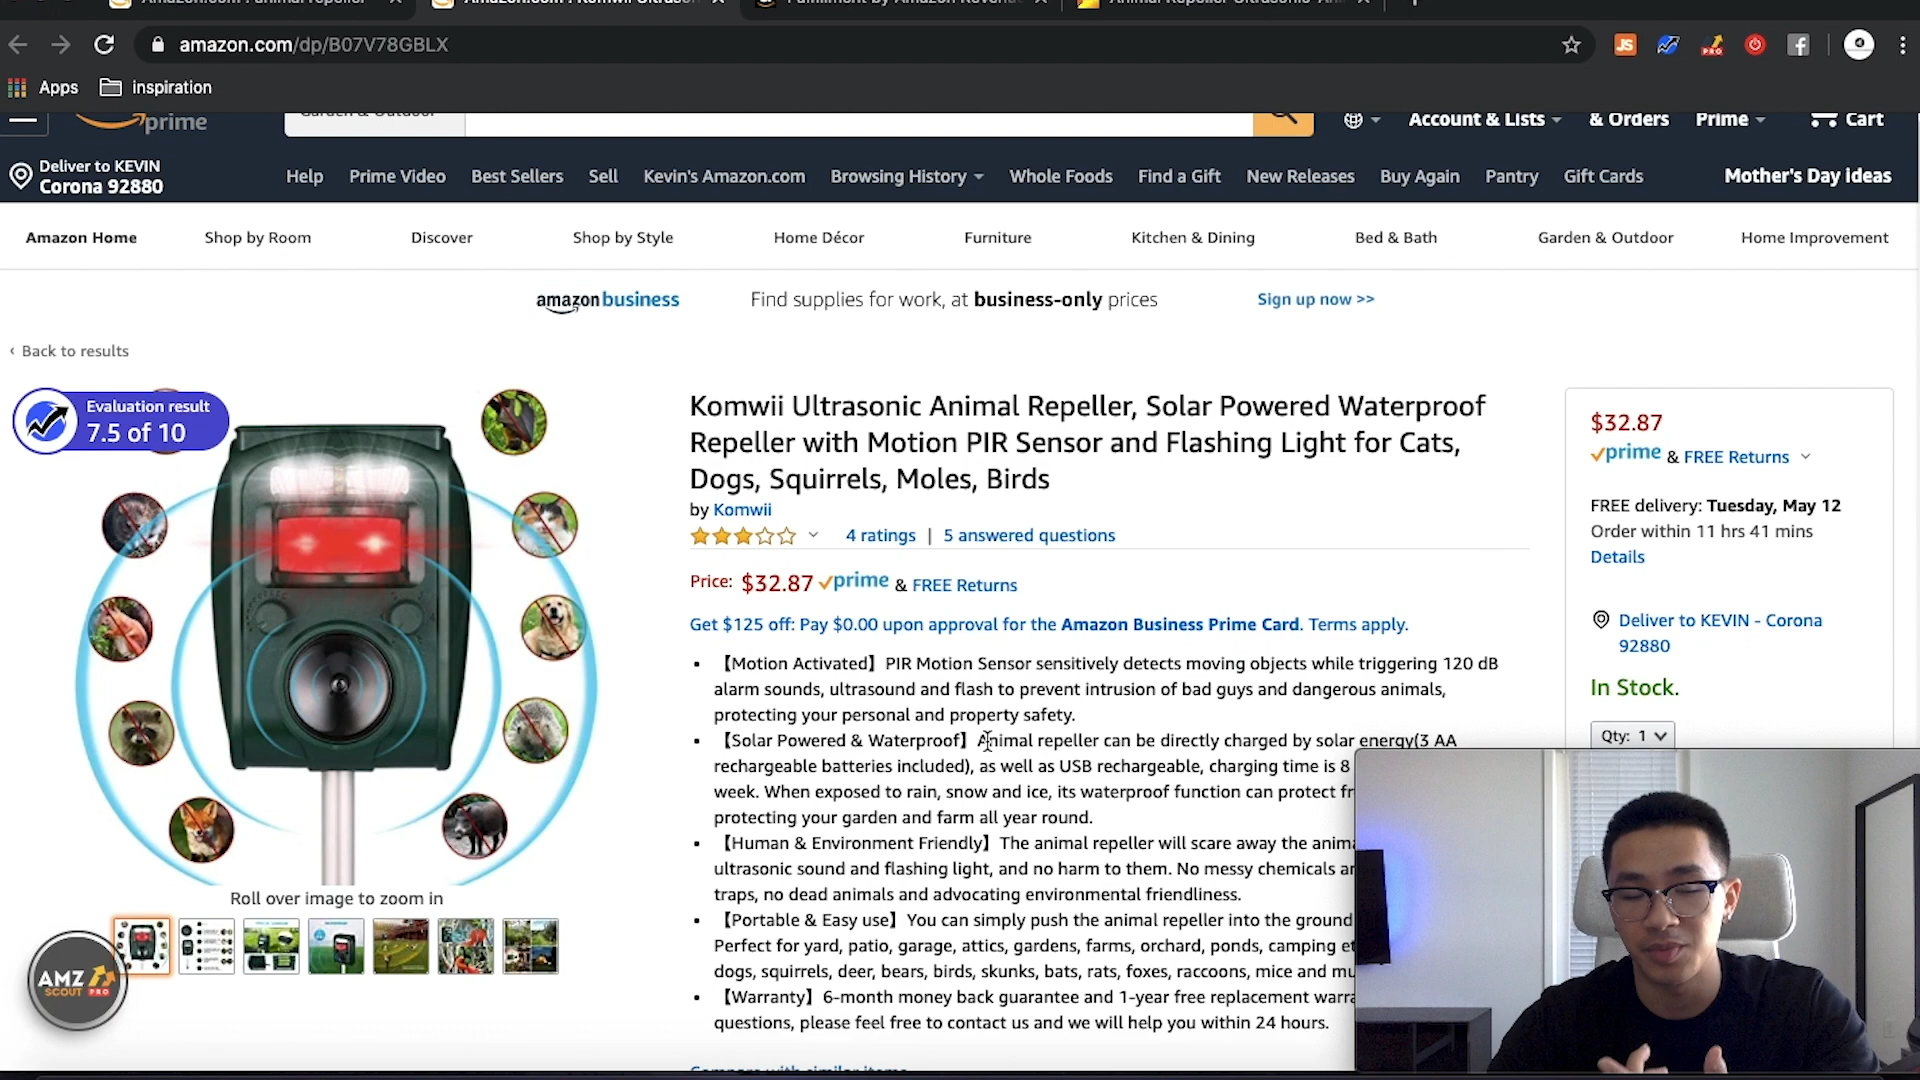 amazon.com/dp/B07V78GBLX
JS
PRO
Apps
inspiration
prime
Account & Lists
& Orders
Prime
Cart
Deliver to KEVIN
Corona 92880
Help
Prime Video
Best Sellers
Sell
Kevin's Amazon.com
Browsing History
Whole Foods
Find a Gift
New Releases
Buy Again
Pantry
Gift Cards
Mother's Day ideas
Amazon Home
Shop by Room
Discover
Shop by Style
Home Décor
Furniture
Kitchen & Dining
Bed & Bath
Garden & Outdoor
Home Improvement
amazonbusiness
Find supplies for work, at business-only prices
Sign up now >>
‹ Back to results
Evaluation result
7.5 of 10
Roll over image to zoom in
AMZ
SCOUT PRO
Komwii Ultrasonic Animal Repeller, Solar Powered Waterproof
Repeller with Motion PIR Sensor and Flashing Light for Cats,
Dogs, Squirrels, Moles, Birds
by Komwii
4 ratings | 5 answered questions
Price: $32.87 prime & FREE Returns
Get $125 off: Pay $0.00 upon approval for the Amazon Business Prime Card. Terms apply.
【Motion Activated】PIR Motion Sensor sensitively detects moving objects while triggering 120 dB
alarm sounds, ultrasound and flash to prevent intrusion of bad guys and dangerous animals,
protecting your personal and property safety.
【Solar Powered & Waterproof】Animal repeller can be directly charged by solar energy(3 AA
rechargeable batteries included), as well as USB rechargeable, charging time is 8
week. When exposed to rain, snow and ice, its waterproof function can protect
protecting your garden and farm all year round.
【Human & Environment Friendly】The animal repeller will scare away the
ultrasonic sound and flashing light, and no harm to them. No messy chemicals
traps, no dead animals and advocating environmental friendliness.
【Portable & Easy use】You can simply push the animal repeller into the ground
Perfect for yard, patio, garage, attics, gardens, farms, orchard, ponds, camping
dogs, squirrels, deer, bears, birds, skunks, bats, rats, foxes, raccoons, mice and
【Warranty】6-month money back guarantee and 1-year free replacement
questions, please feel free to contact us and we will help you within 24 hours.
$32.87
prime & FREE Returns
FREE delivery: Tuesday, May 12
Order within 11 hrs 41 mins
Details
Deliver to KEVIN - Corona
92880
In Stock.
Qty: 1